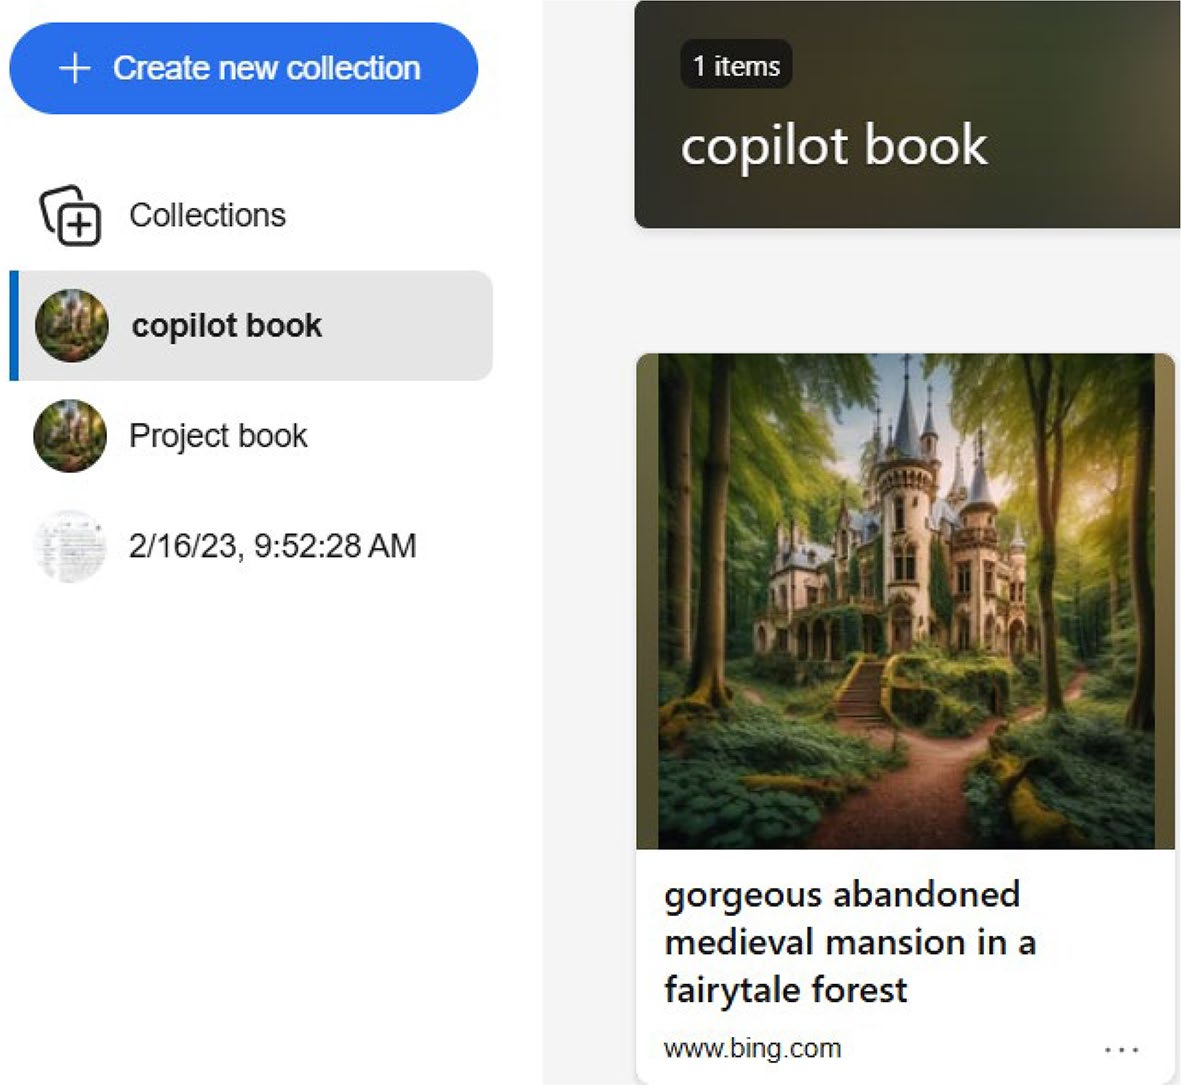 Create new collection
Collections
copilot book
Project book
2/16/23, 9:52:28 AM
1 items
copilot book
gorgeous abandoned
medieval mansion in a
fairytale forest
www.bing.com